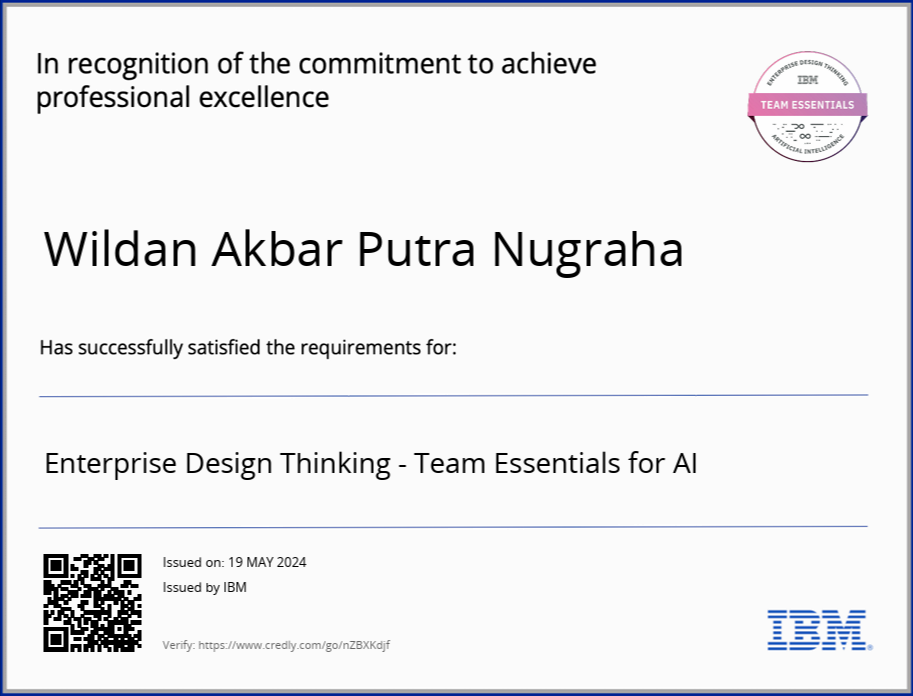 In recognition of the commitment to achieve
professional excellence
ENTERPRISE DESIGN THINKING
IBM
TEAM ESSENTIALS
ARTIFICIAL INTELLIGENCE
Wildan Akbar Putra Nugraha
Has successfully satisfied the requirements for:
Enterprise Design Thinking - Team Essentials for AI
Issued on: 19 MAY 2024
Issued by IBM
Verify: https://www.credly.com/go/nZBXKdjf
IBM®